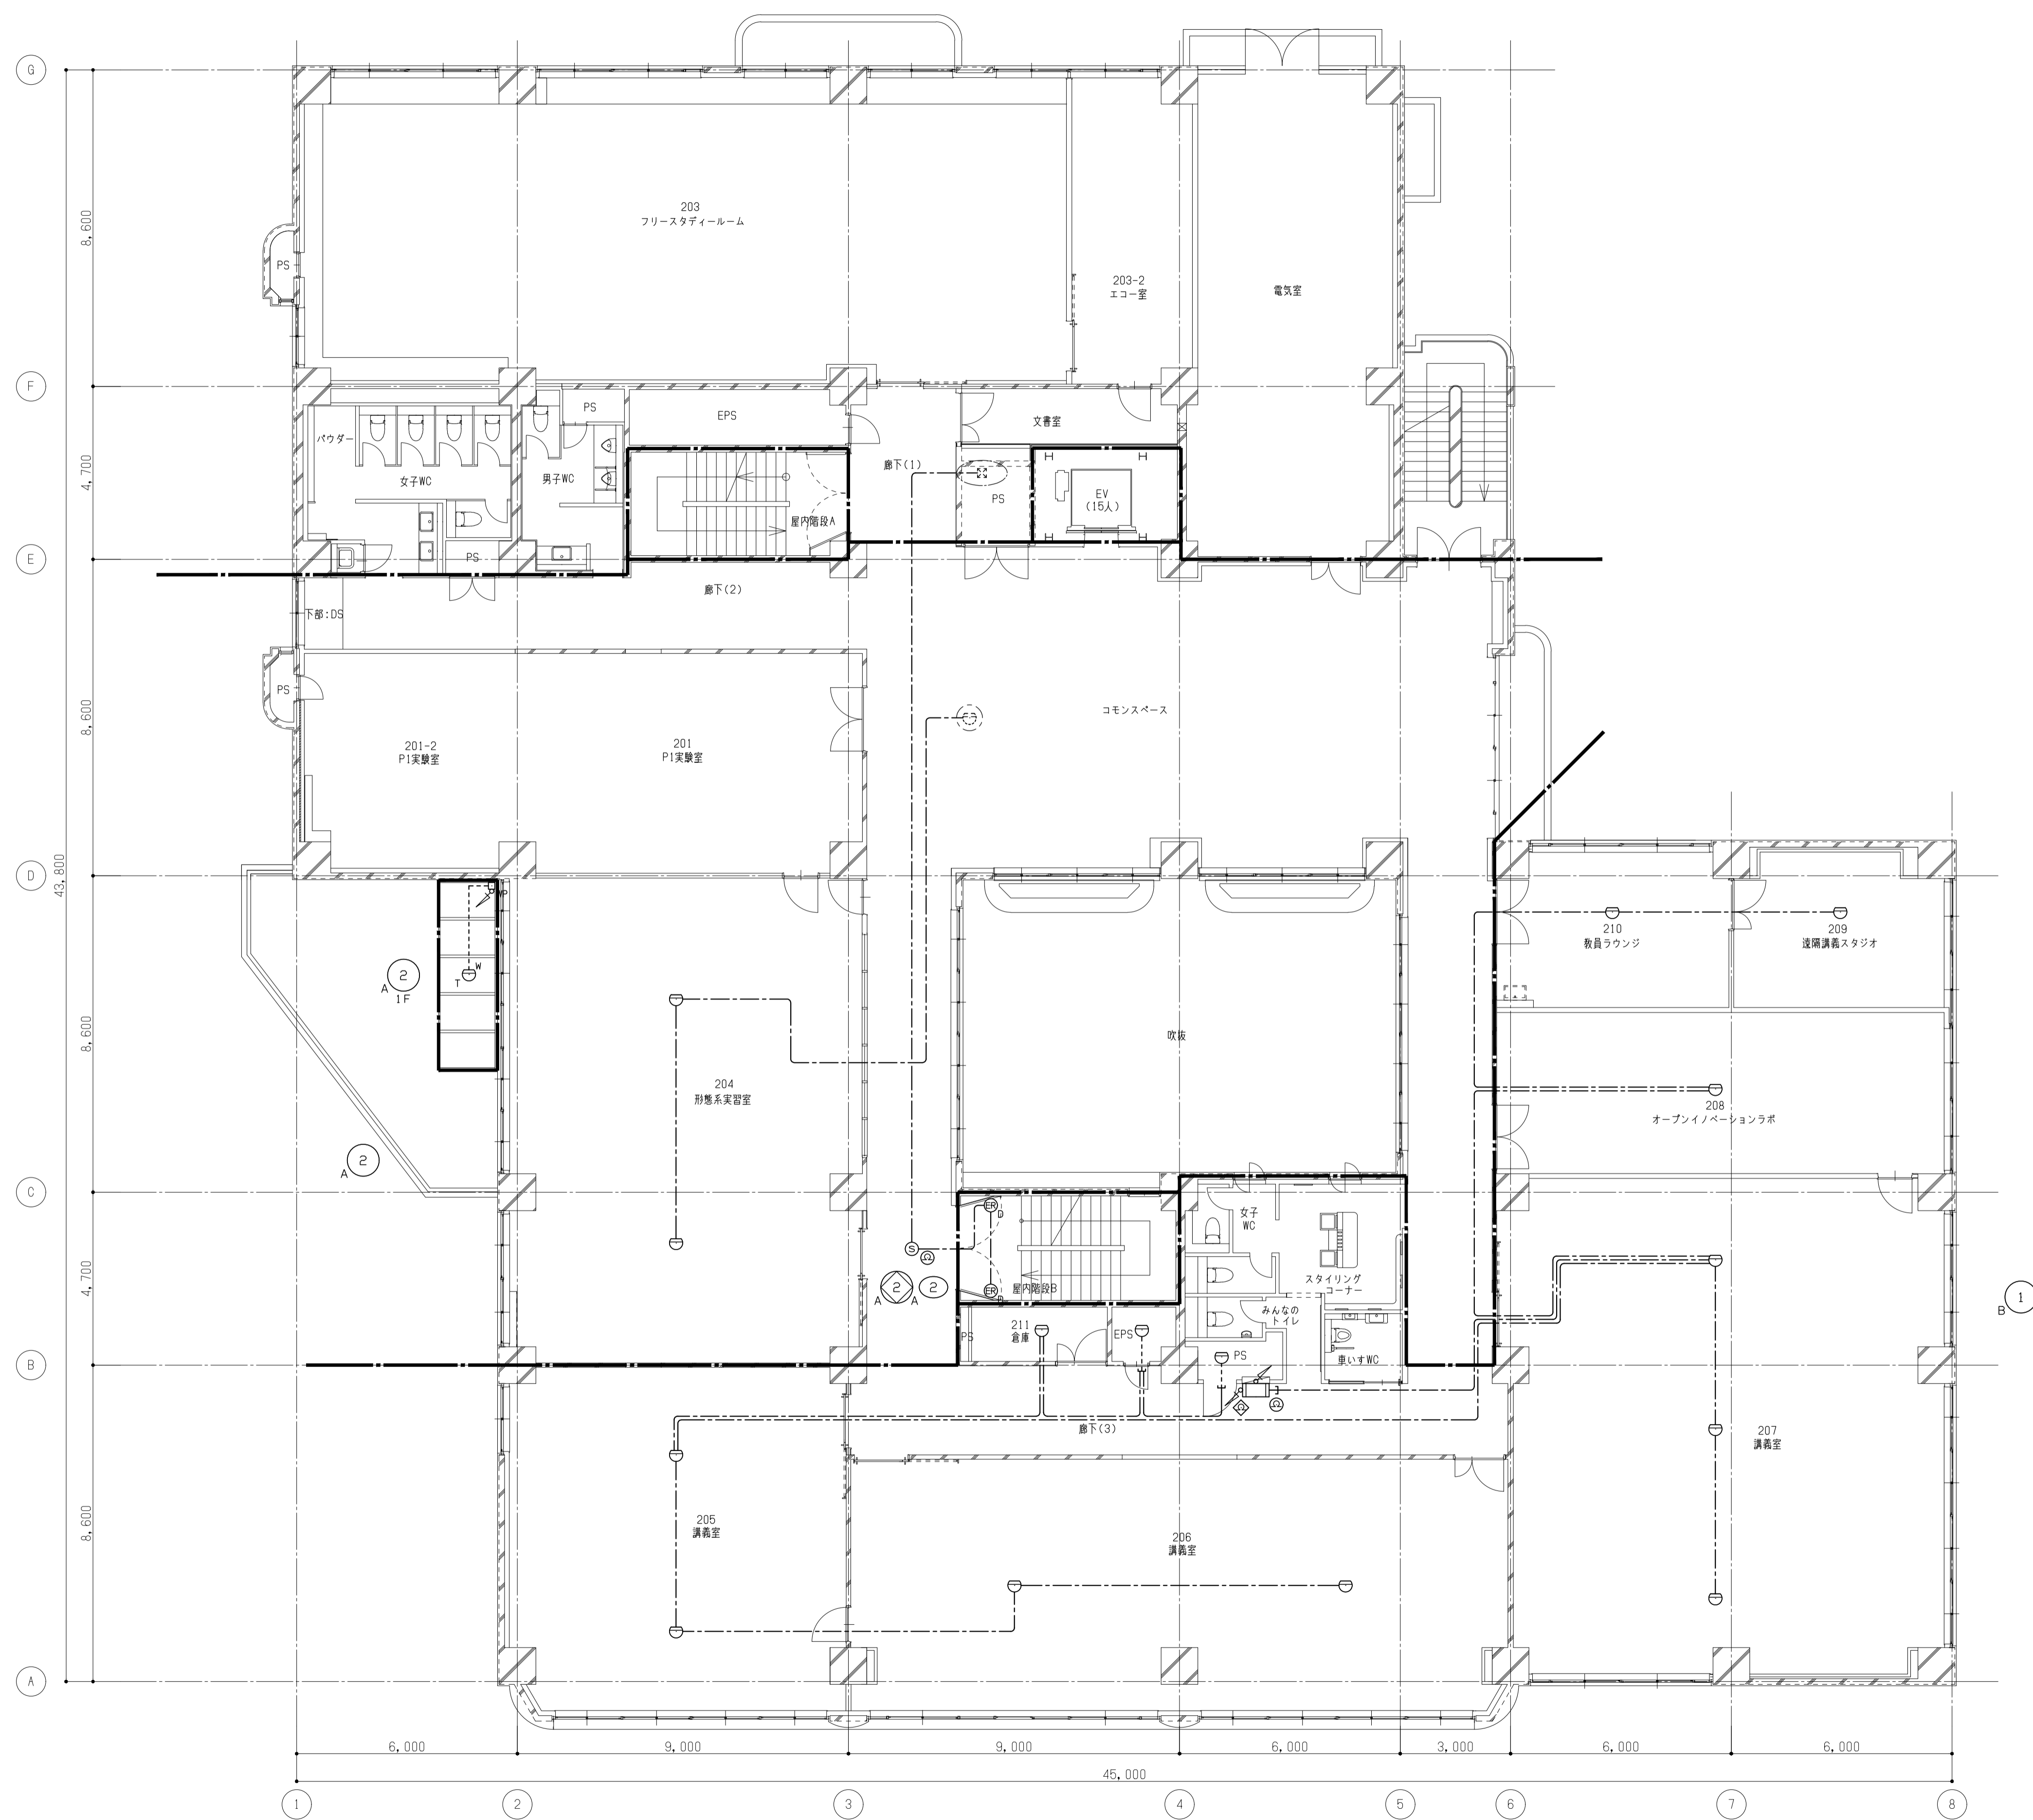 G
8,600
203
フリースタディールーム
PS
203-2
エコー室
電気室
F
PS
EPS
文書室
パウダー
廊下(1)
4,700
女子WC
男子WC
EV
(15人)
PS
屋内階段A
PS
E
廊下(2)
下部:DS
PS
8,600
コモンスペース
201-2
P1実験室
201
P1実験室
43,800
D
WP
W
T
2
A
1F
210
教員ラウンジ
209
遠隔講義スタジオ
8,600
吹抜
204
形態系実習室
208
オープンイノベーションラボ
2
A
C
ER
D
女子
WC
S
Ω
4,700
スタイリング
コーナー
2
A
2
A
ER
D
屋内階段B
みんなの
トイレ
1
B
PS
211
倉庫
EPS
PS
車いすWC
B
Ω
Ω
廊下(3)
207
講義室
8,600
205
講義室
206
講義室
A
6,000
9,000
9,000
6,000
3,000
6,000
6,000
45,000
1
2
3
4
5
6
7
8